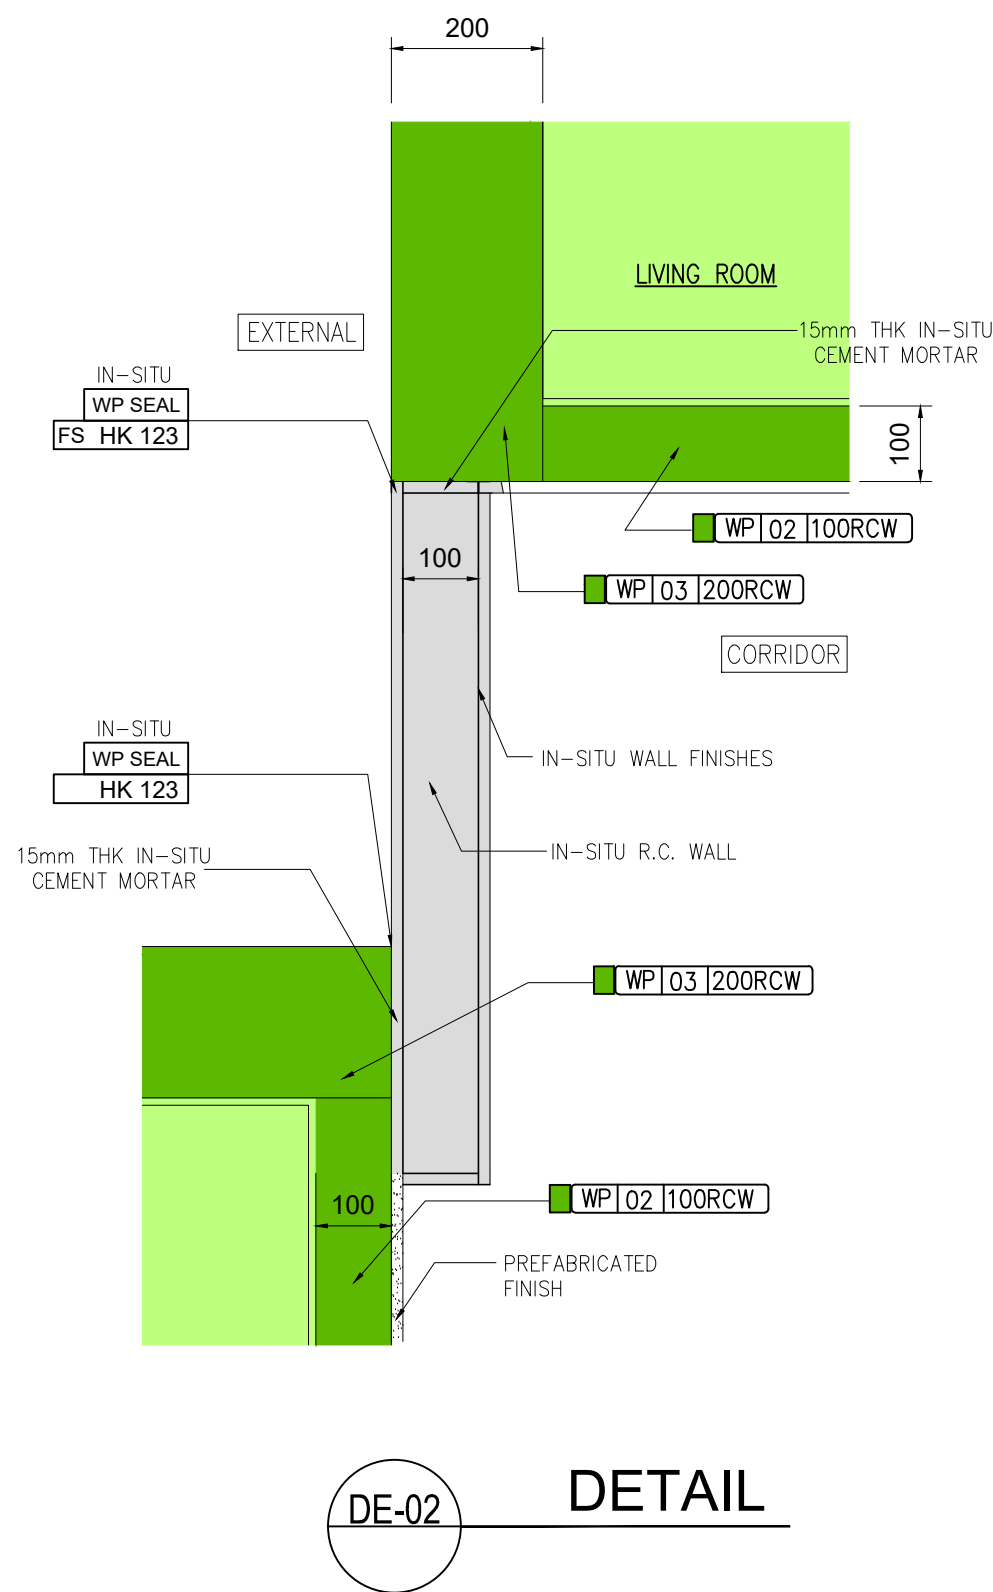 200
LIVING ROOM
EXTERNAL
15mm THK IN-SITU
CEMENT MORTAR
IN-SITU
WP SEAL
FS HK 123
100
WP 02 100RCW
100
WP 03 200RCW
CORRIDOR
IN-SITU
WP SEAL
HK 123
IN-SITU WALL FINISHES
15mm THK IN-SITU
CEMENT MORTAR
IN-SITU R.C. WALL
WP 03 200RCW
100
WP 02 100RCW
PREFABRICATED
FINISH
DE-02
DETAIL